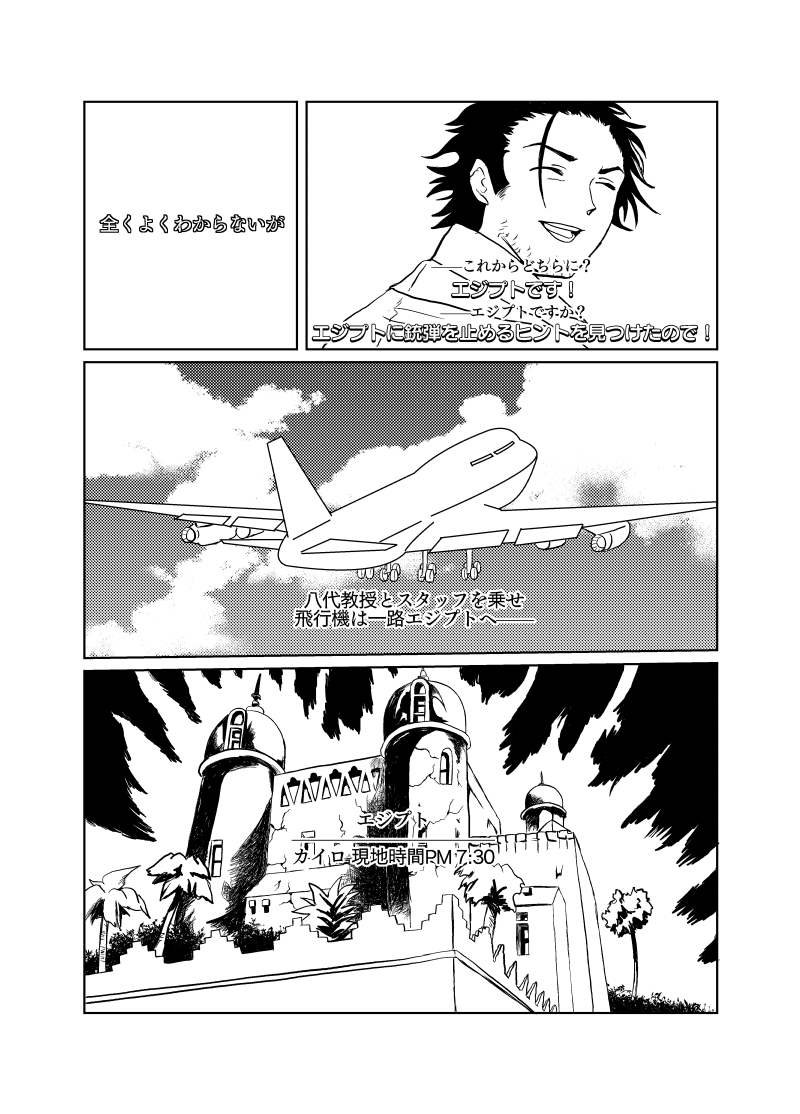 ――これからどちらに？
エジプトです！
――エジプトですか？
エジプトに銃弾を止めるヒントを見つけたので！
全くよくわからないが
八代教授とスタッフを乗せ
飛行機は一路エジプトへ――
エジプト
カイロ 現地時間PM 7:30